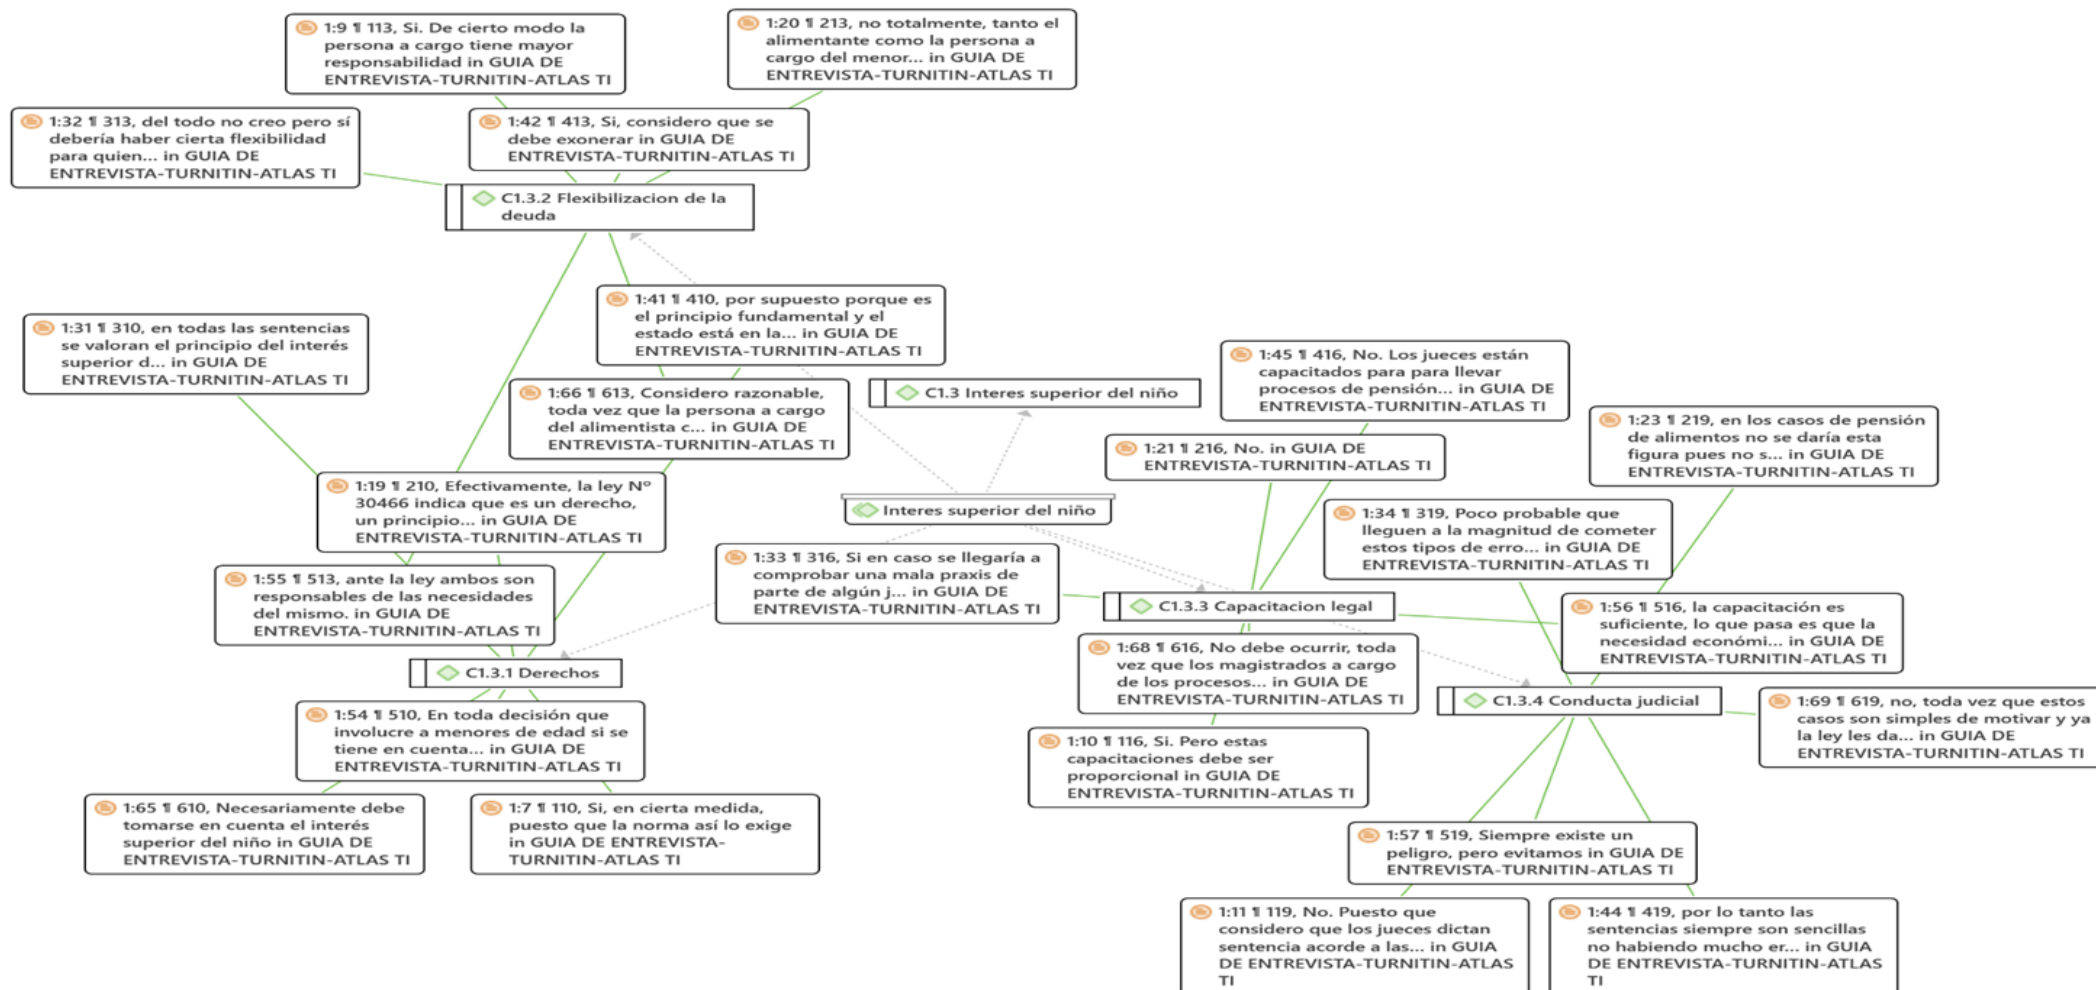 1:9 ¶ 113, Si. De cierto modo la
persona a cargo tiene mayor
responsabilidad in GUIA DE
ENTREVISTA-TURNITIN-ATLAS TI
1:20 ¶ 213, no totalmente, tanto el
alimentante como la persona a
cargo del menor... in GUIA DE
ENTREVISTA-TURNITIN-ATLAS TI
1:32 ¶ 313, del todo no creo pero sí
debería haber cierta flexibilidad
para quien... in GUIA DE
ENTREVISTA-TURNITIN-ATLAS TI
1:42 ¶ 413, Si, considero que se
debe exonerar in GUIA DE
ENTREVISTA-TURNITIN-ATLAS TI
C1.3.2 Flexibilizacion de la
deuda
1:41 ¶ 410, por supuesto porque es
el principio fundamental y el
estado está en la... in GUIA DE
ENTREVISTA-TURNITIN-ATLAS TI
1:31 ¶ 310, en todas las sentencias
se valoran el principio del interés
superior d... in GUIA DE
ENTREVISTA-TURNITIN-ATLAS TI
1:66 ¶ 613, Considero razonable,
toda vez que la persona a cargo
del alimentista c... in GUIA DE
ENTREVISTA-TURNITIN-ATLAS TI
C1.3 Interes superior del niño
1:45 ¶ 416, No. Los jueces están
capacitados para para llevar
procesos de pensión... in GUIA DE
ENTREVISTA-TURNITIN-ATLAS TI
1:21 ¶ 216, No. in GUIA DE
ENTREVISTA-TURNITIN-ATLAS TI
1:23 ¶ 219, en los casos de pensión
de alimentos no se daría esta
figura pues no s... in GUIA DE
ENTREVISTA-TURNITIN-ATLAS TI
1:19 ¶ 210, Efectivamente, la ley Nº
30466 indica que es un derecho,
un principio... in GUIA DE
ENTREVISTA-TURNITIN-ATLAS TI
Interes superior del niño
1:34 ¶ 319, Poco probable que
lleguen a la magnitud de cometer
estos tipos de erro... in GUIA DE
ENTREVISTA-TURNITIN-ATLAS TI
1:33 ¶ 316, Si en caso se llegaría a
comprobar una mala praxis de
parte de algún j... in GUIA DE
ENTREVISTA-TURNITIN-ATLAS TI
1:55 ¶ 513, ante la ley ambos son
responsables de las necesidades
del mismo. in GUIA DE
ENTREVISTA-TURNITIN-ATLAS TI
C1.3.3 Capacitacion legal
1:56 ¶ 516, la capacitación es
suficiente, lo que pasa es que la
necesidad económi... in GUIA DE
ENTREVISTA-TURNITIN-ATLAS TI
1:68 ¶ 616, No debe ocurrir, toda
vez que los magistrados a cargo
de los procesos... in GUIA DE
ENTREVISTA-TURNITIN-ATLAS TI
C1.3.1 Derechos
C1.3.4 Conducta judicial
1:69 ¶ 619, no, toda vez que estos
casos son simples de motivar y ya
la ley les da... in GUIA DE
ENTREVISTA-TURNITIN-ATLAS TI
1:54 ¶ 510, En toda decisión que
involucre a menores de edad si se
tiene en cuenta... in GUIA DE
ENTREVISTA-TURNITIN-ATLAS TI
1:10 ¶ 116, Si. Pero estas
capacitaciones debe ser
proporcional in GUIA DE
ENTREVISTA-TURNITIN-ATLAS TI
1:65 ¶ 610, Necesariamente debe
tomarse en cuenta el interés
superior del niño in GUIA DE
ENTREVISTA-TURNITIN-ATLAS TI
1:7 ¶ 110, Si, en cierta medida,
puesto que la norma así lo exige
in GUIA DE ENTREVISTA-
TURNITIN-ATLAS TI
1:57 ¶ 519, Siempre existe un
peligro, pero evitamos in GUIA DE
ENTREVISTA-TURNITIN-ATLAS TI
1:11 ¶ 119, No. Puesto que
considero que los jueces dictan
sentencia acorde a las... in GUIA
DE ENTREVISTA-TURNITIN-ATLAS
TI
1:44 ¶ 419, por lo tanto las
sentencias siempre son sencillas
no habiendo mucho er... in GUIA
DE ENTREVISTA-TURNITIN-ATLAS
TI